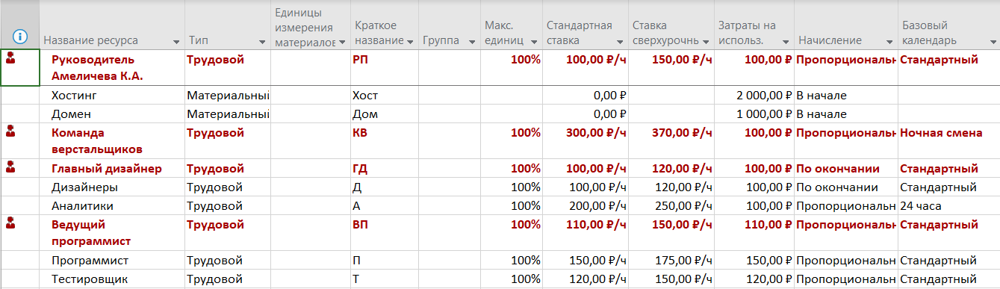 Название ресурса Тип Единицы измерения материалов Краткое название Группа Макс. единиц Стандартная ставка Ставка сверхурочнь Затраты на использ. Начисление Базовый календарь
Руководитель Трудовой РП 100% 100,00 ₽/ч 150,00 ₽/ч 100,00 ₽ Пропорциональн Стандартный
Амеличева К.А.
Хостинг Материальный Хост 0,00 ₽ 2 000,00 ₽ В начале
Домен Материальный Дом 0,00 ₽ 1 000,00 ₽ В начале
Команда Трудовой КВ 100% 300,00 ₽/ч 370,00 ₽/ч 100,00 ₽ Пропорциональн Ночная смена
верстальщиков
Главный дизайнер Трудовой ГД 100% 100,00 ₽/ч 120,00 ₽/ч 100,00 ₽ По окончании Стандартный
Дизайнеры Трудовой Д 100% 100,00 ₽/ч 120,00 ₽/ч 100,00 ₽ По окончании Стандартный
Аналитики Трудовой А 100% 200,00 ₽/ч 250,00 ₽/ч 100,00 ₽ Пропорциональн 24 часа
Ведущий Трудовой ВП 100% 110,00 ₽/ч 150,00 ₽/ч 110,00 ₽ Пропорциональн Стандартный
программист
Программист Трудовой П 100% 150,00 ₽/ч 175,00 ₽/ч 150,00 ₽ Пропорциональн Стандартный
Тестировщик Трудовой Т 100% 120,00 ₽/ч 150,00 ₽/ч 120,00 ₽ Пропорциональн Стандартный